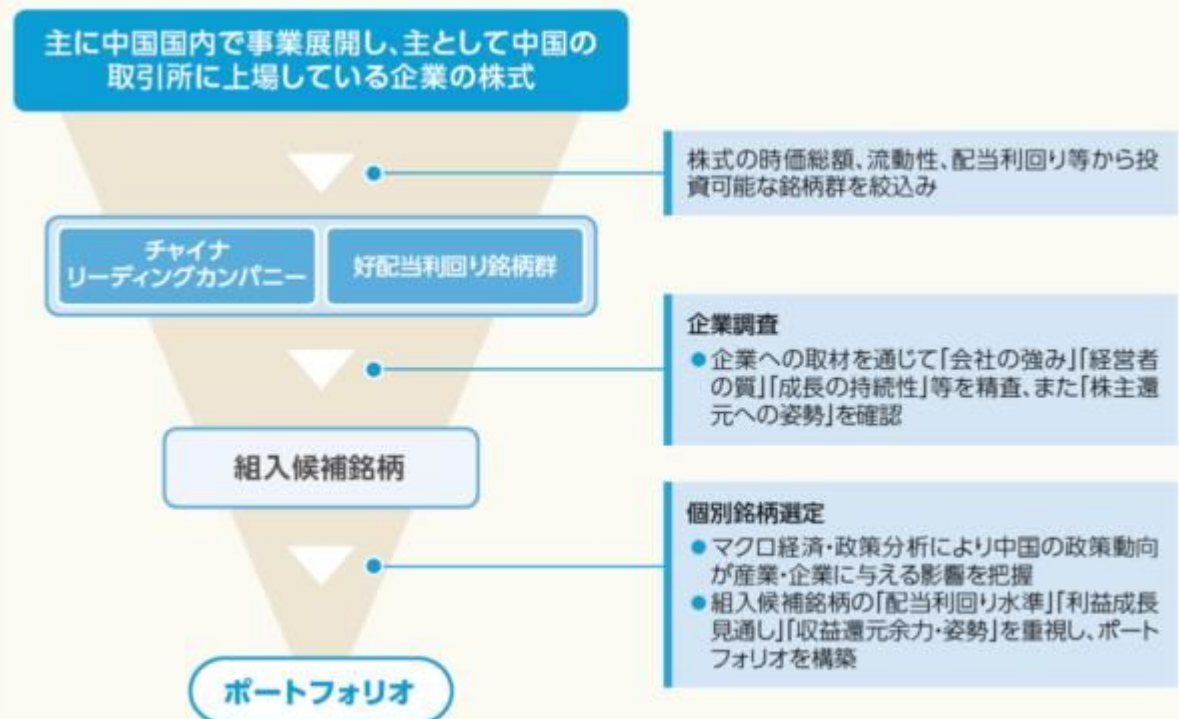 主に中国国内で事業展開し、主として中国の
取引所に上場している企業の株式
株式の時価総額、流動性、配当利回り等から投
資可能な銘柄群を絞込み
チャイナ
リーディングカンパニー
好配当利回り銘柄群
企業調査
●企業への取材を通じて「会社の強み」「経営者
の質」「成長の持続性」等を精査、また「株主還
元への姿勢」を確認
組入候補銘柄
個別銘柄選定
●マクロ経済・政策分析により中国の政策動向
が産業・企業に与える影響を把握
●組入候補銘柄の「配当利回り水準」「利益成長
見通し」「収益還元余力・姿勢」を重視し、ポート
フォリオを構築
ポートフォリオ